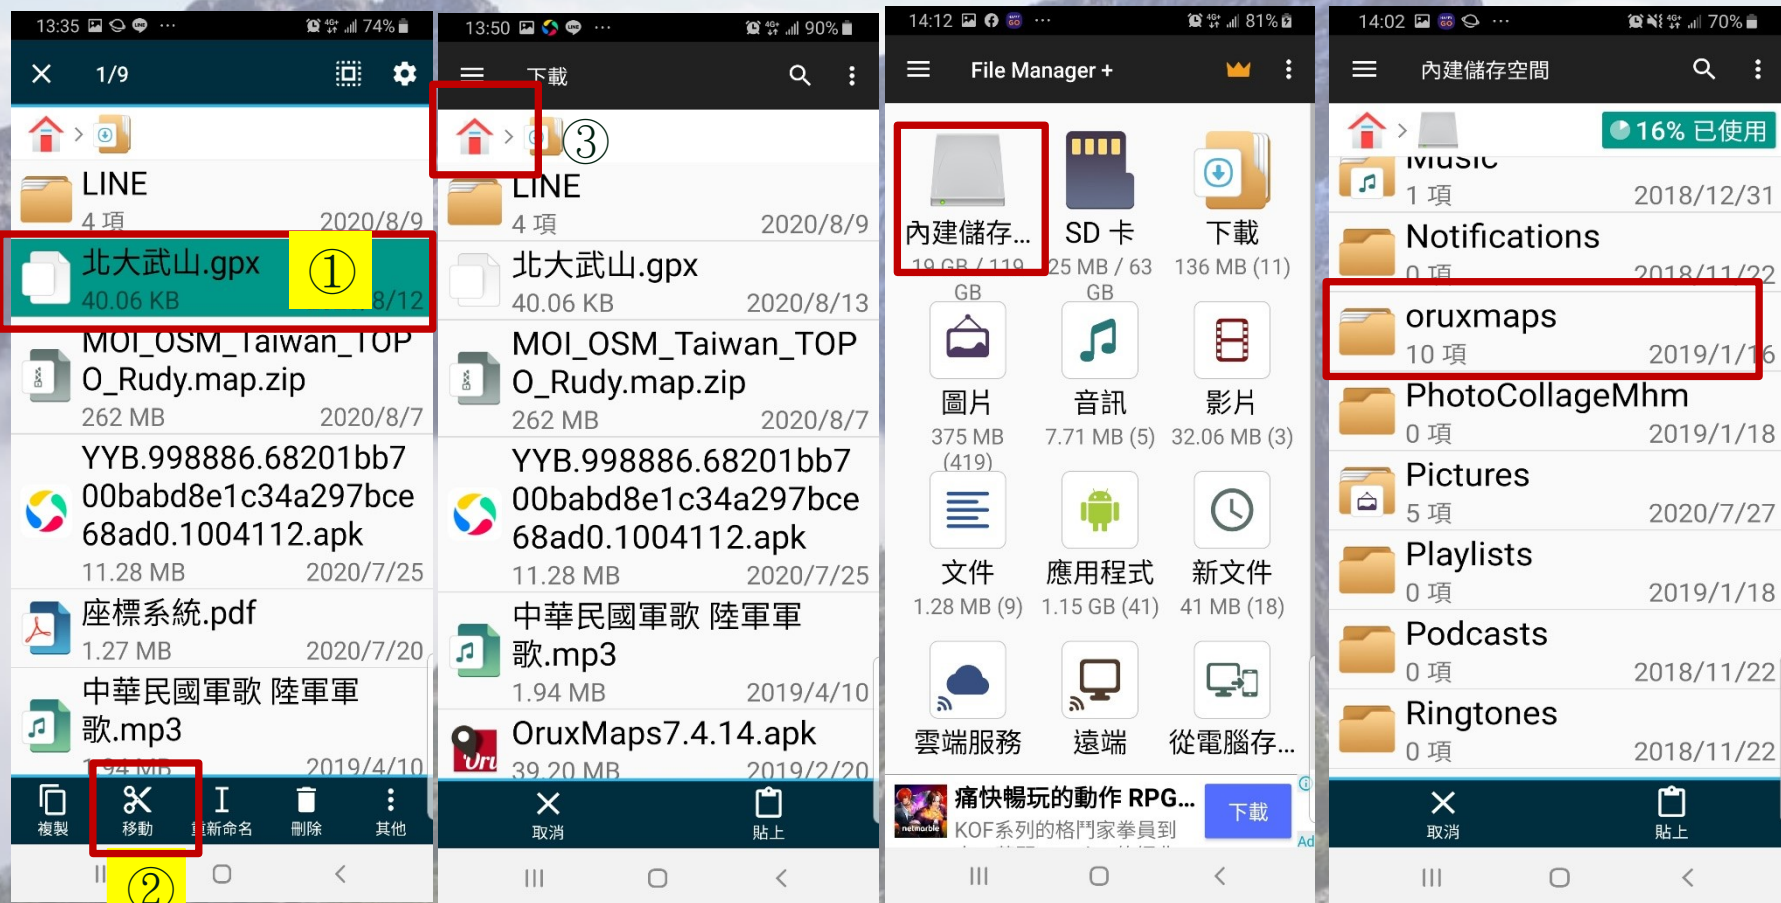 13:35 74%
1/9
LINE
4 項 2020/8/9
北大武山.gpx
①
40.06 KB 8/12
MOI_OSM_Taiwan_TOP
O_Rudy.map.zip
262 MB 2020/8/7
YYB.998886.68201bb7
00babd8e1c34a297bce
68ad0.1004112.apk
11.28 MB 2020/7/25
座標系統.pdf
1.27 MB 2020/7/20
中華民國軍歌 陸軍軍
歌.mp3
1.94 MB 2019/4/10
複製 移動 重新命名 刪除 其他
②
13:50 4G+ 90%
下載
③
LINE
4 項 2020/8/9
北大武山.gpx
40.06 KB 2020/8/13
MOI_OSM_Taiwan_TOP
O_Rudy.map.zip
262 MB 2020/8/7
YYB.998886.68201bb7
00babd8e1c34a297bce
68ad0.1004112.apk
11.28 MB 2020/7/25
中華民國軍歌 陸軍軍
歌.mp3
1.94 MB 2019/4/10
OruxMaps7.4.14.apk
39.20 MB 2019/2/20
取消 貼上
14:12 4G+ 81%
File Manager +
內建儲存... SD 卡 下載
19 GB / 119 25 MB / 63 136 MB (11)
GB GB
圖片 音訊 影片
375 MB 7.71 MB (5) 32.06 MB (3)
(419)
文件 應用程式 新文件
1.28 MB (9) 1.15 GB (41) 41 MB (18)
雲端服務 遠端 從電腦存...
痛快暢玩的動作 RPG...
KOF系列的格鬥家拳員到
netmarble
下載
Ad
14:02 4G+ 70%
內建儲存空間
16% 已使用
Music
1 項 2018/12/31
Notifications
0 項 2018/11/22
oruxmaps
10 項 2019/1/16
PhotoCollageMhm
0 項 2019/1/18
Pictures
5 項 2020/7/27
Playlists
0 項 2019/1/18
Podcasts
0 項 2018/11/22
Ringtones
0 項 2018/11/22
取消 貼上